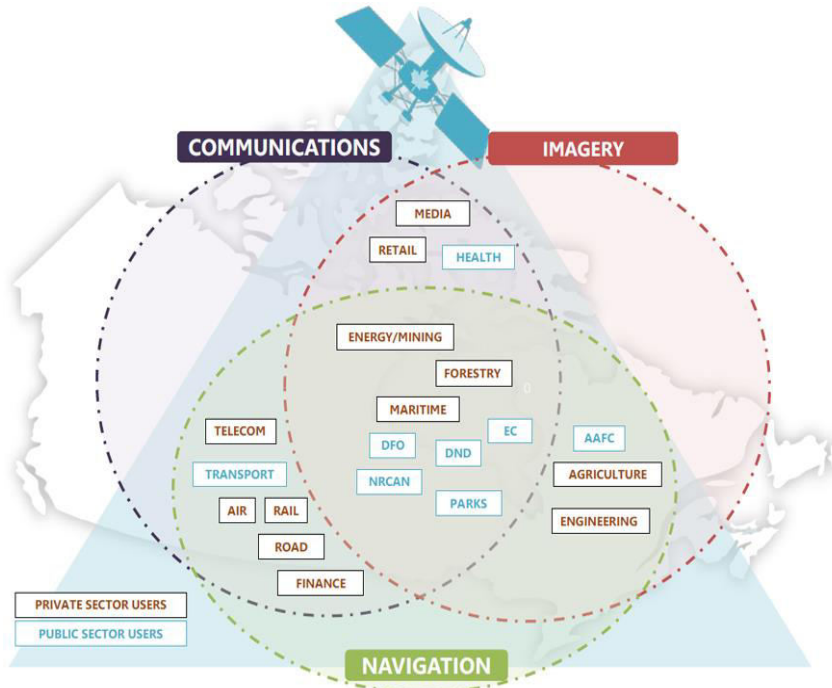 COMMUNICATIONS
IMAGERY
MEDIA
RETAIL
HEALTH
ENERGY/MINING
FORESTRY
MARITIME
TELECOM
EC
AAFC
DFO
DND
TRANSPORT
AGRICULTURE
NRCAN
PARKS
AIR
RAIL
ENGINEERING
ROAD
FINANCE
PRIVATE SECTOR USERS
PUBLIC SECTOR USERS
NAVIGATION